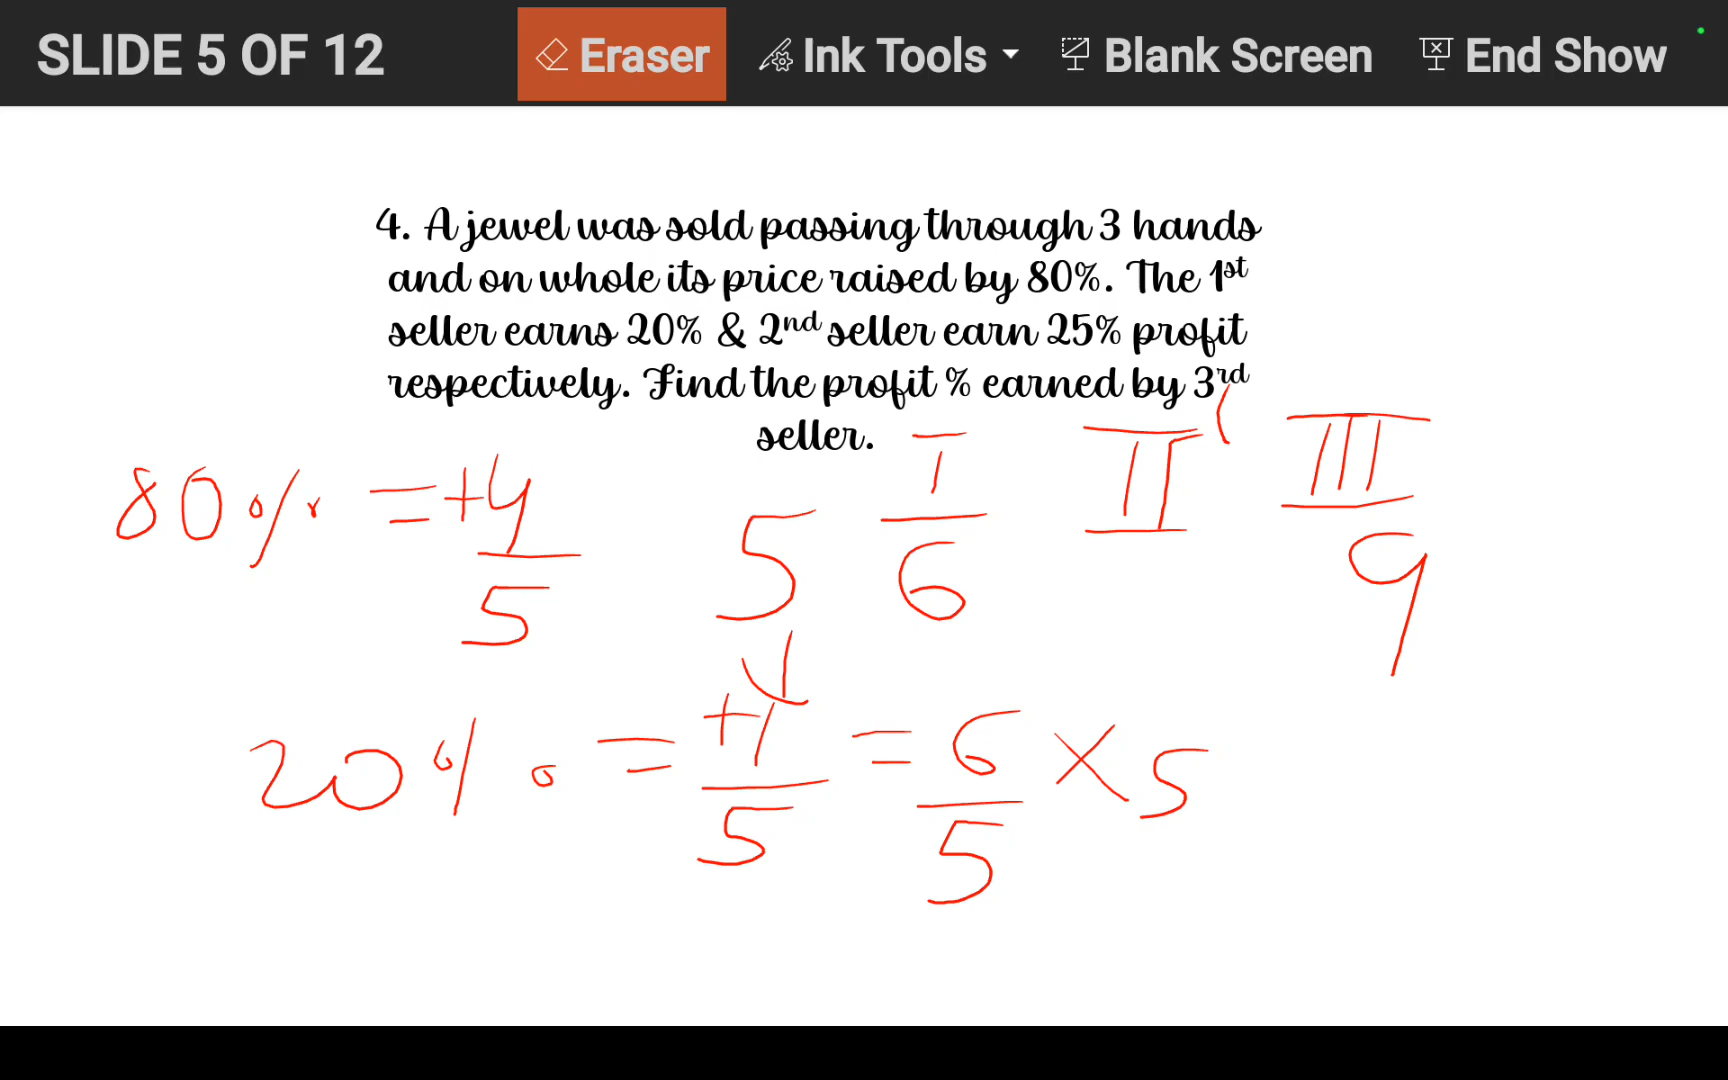 SLIDE 5 OF 12 Eraser Ink Tools Blank Screen End Show
4. A jewel was sold passing through 3 hands
and on whole its price raised by 80%. The 1st
seller earns 20% & 2nd seller earn 25% profit
respectively. Find the profit % earned by 3rd
seller.
80% = +4/5
5 I 6 II III 9
20% = +1/5 = 6/5 × 5